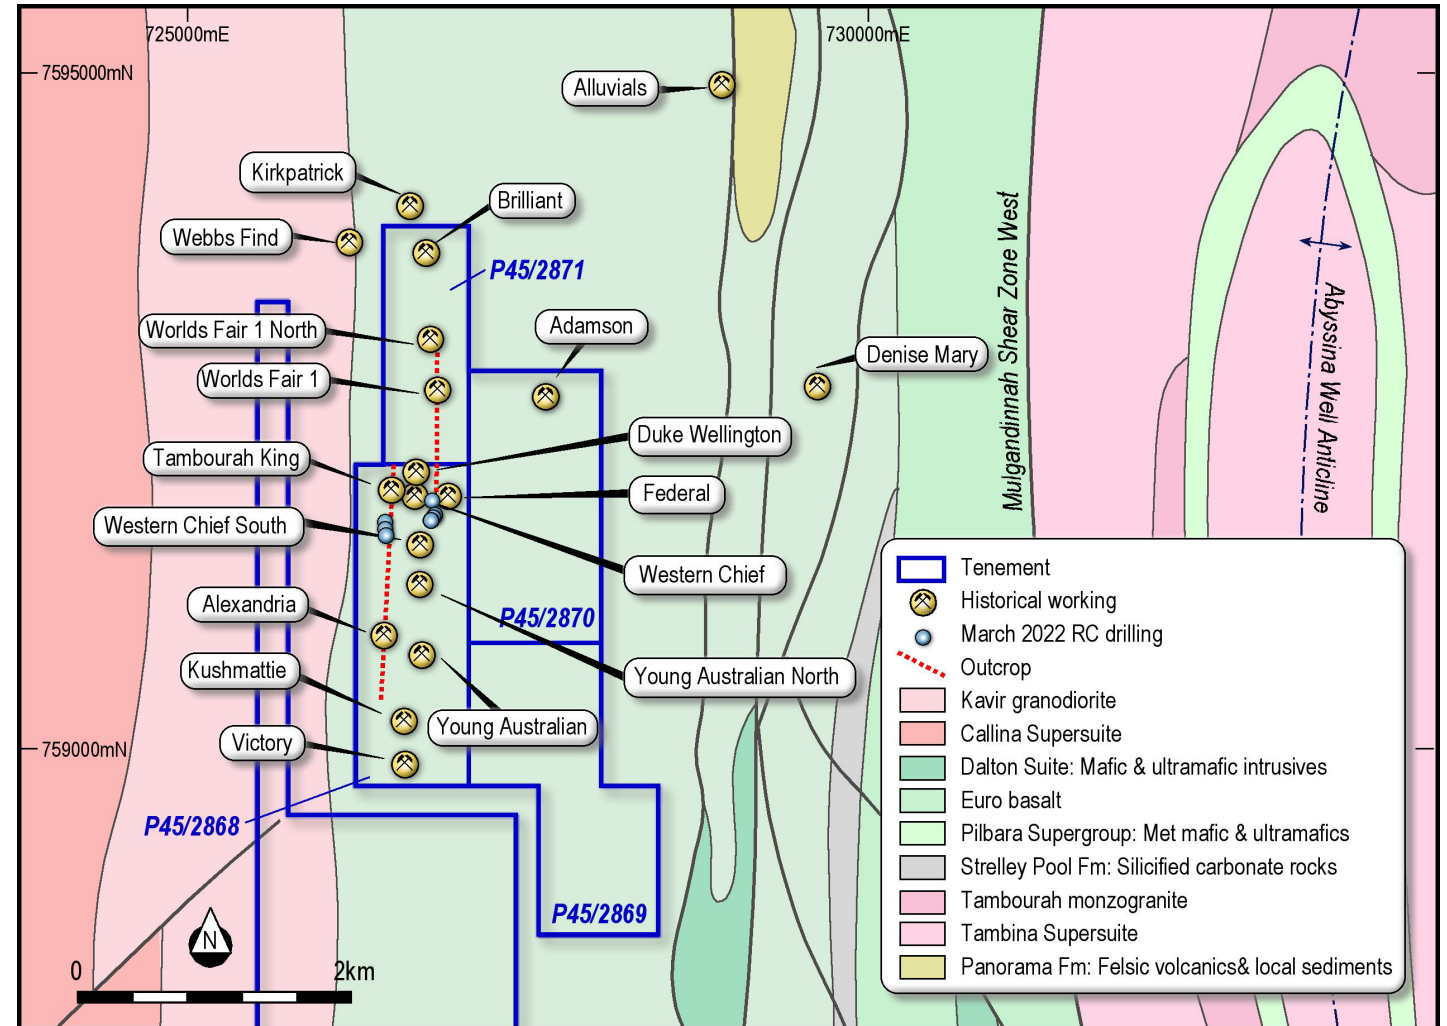 725000mE
730000mE
7595000mN
Alluvials
Kirkpatrick
Brilliant
Webbs Find
P45/2871
Mulgandinnah Shear Zone West
Abyssina Well Anticline
Worlds Fair 1 North
Adamson
Denise Mary
Worlds Fair 1
Duke Wellington
Tambourah King
Federal
Western Chief South
Western Chief
Alexandria
P45/2870
Kushmattie
Young Australian North
Young Australian
Victory
759000mN
P45/2868
P45/2869
N
0
2km
Tenement
Historical working
March 2022 RC drilling
Outcrop
Kavir granodiorite
Callina Supersuite
Dalton Suite: Mafic & ultramafic intrusives
Euro basalt
Pilbara Supergroup: Met mafic & ultramafics
Strelley Pool Fm: Silicified carbonate rocks
Tambourah monzogranite
Tambina Supersuite
Panorama Fm: Felsic volcanics& local sediments